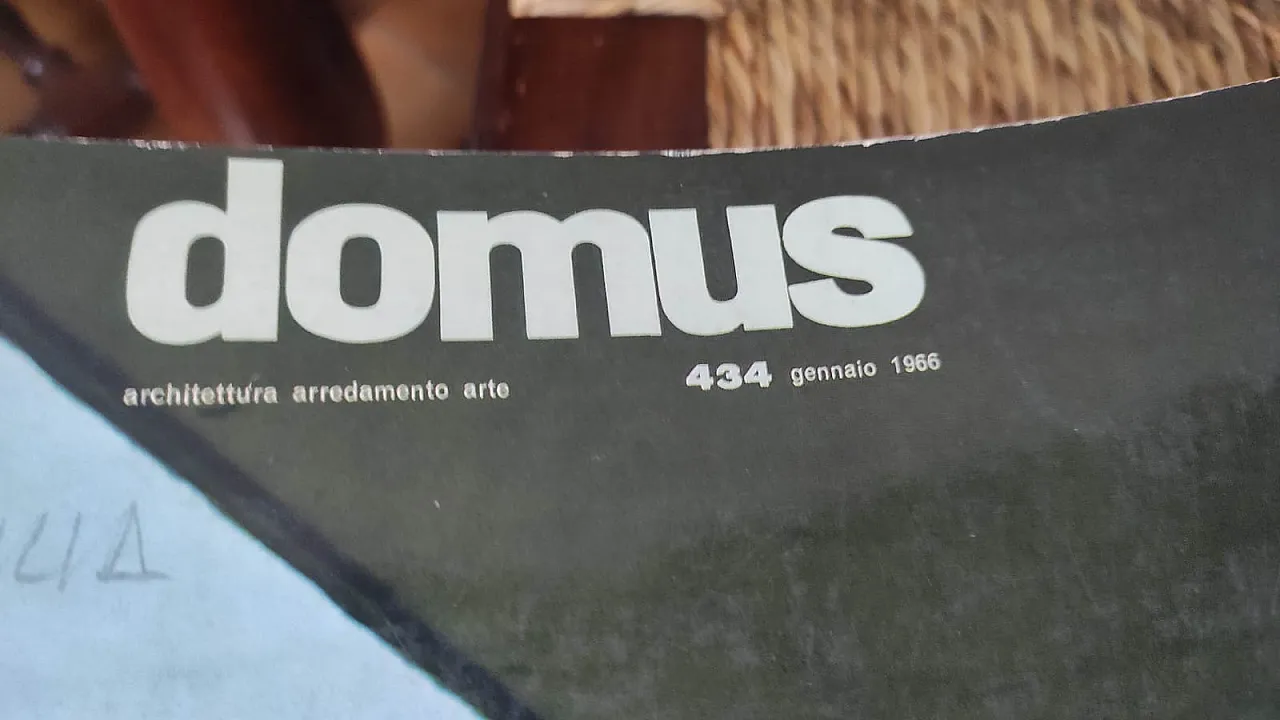 domus
architettura arredamento arte
434 gennaio 1966